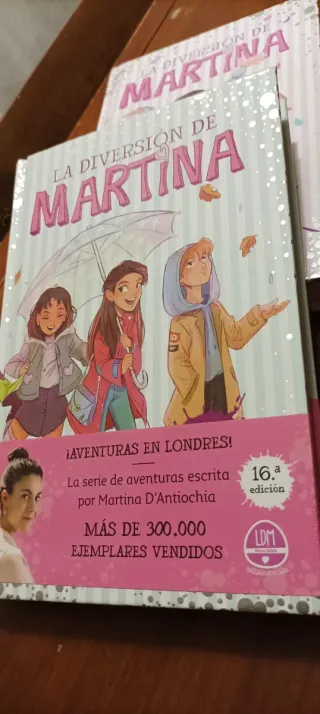 LA DIVERSIÓN DE
MARTINA
LA DIVERSIÓN DE
MARTINA
¡AVENTURAS EN LONDRES!
La serie de aventuras escrita
por Martina D'Antiochia
MÁS DE 300.000
EJEMPLARES VENDIDOS
16.ª
edición
LDM